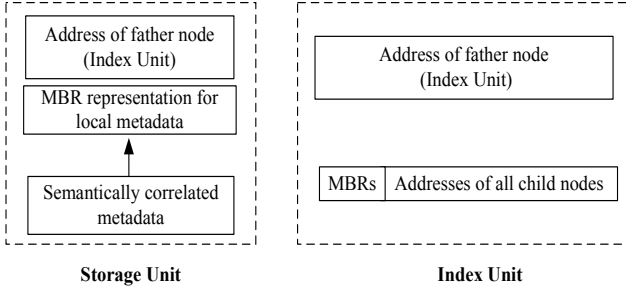 Address of father node
(Index Unit)
MBR representation for
local metadata
Semantically correlated
metadata
Storage Unit
Address of father node
(Index Unit)
MBRs Addresses of all child nodes
Index Unit